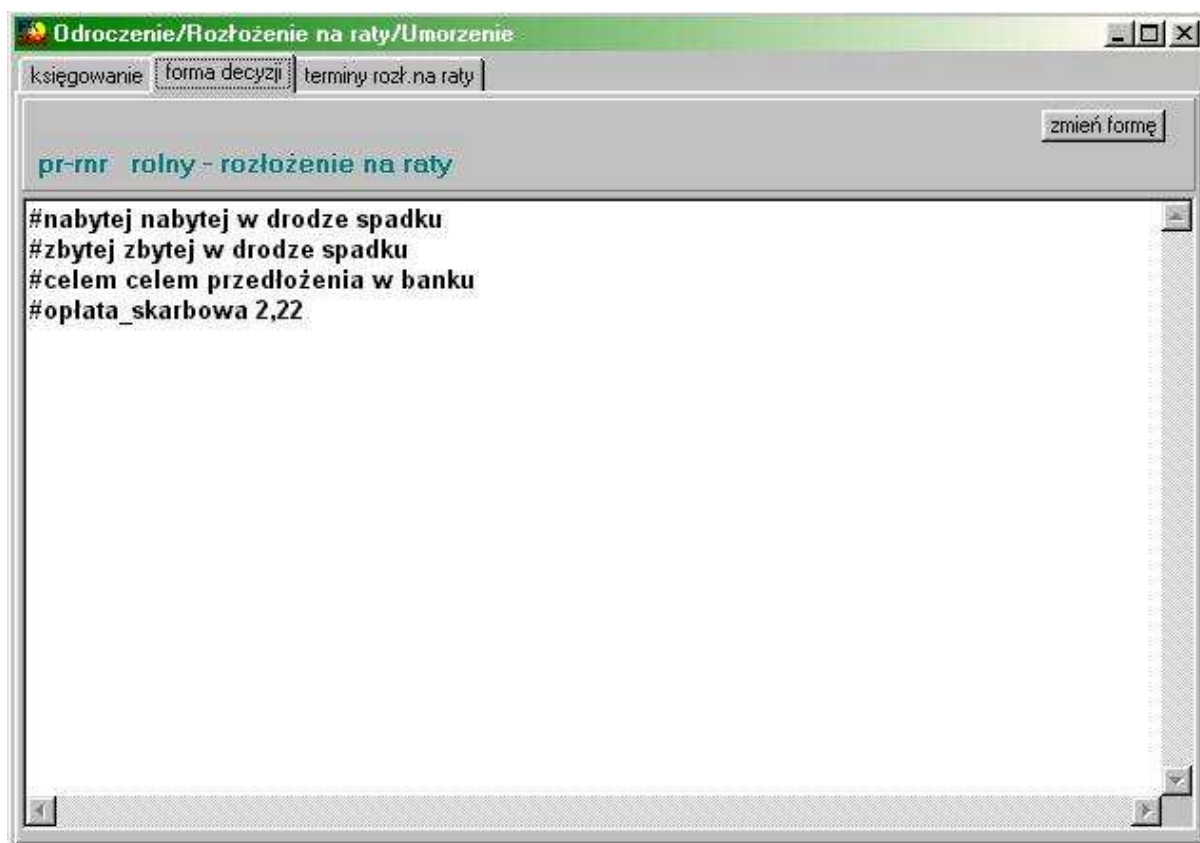 Odroczenie/Rozłożenie na raty/Umorzenie
księgowanie forma decyzji terminy rozł.na raty
zmień formę
pr-rnr rolny - rozłożenie na raty
#nabytej nabytej w drodze spadku
#zbytej zbytej w drodze spadku
#celem celem przedłożenia w banku
#opłata_skarbowa 2,22